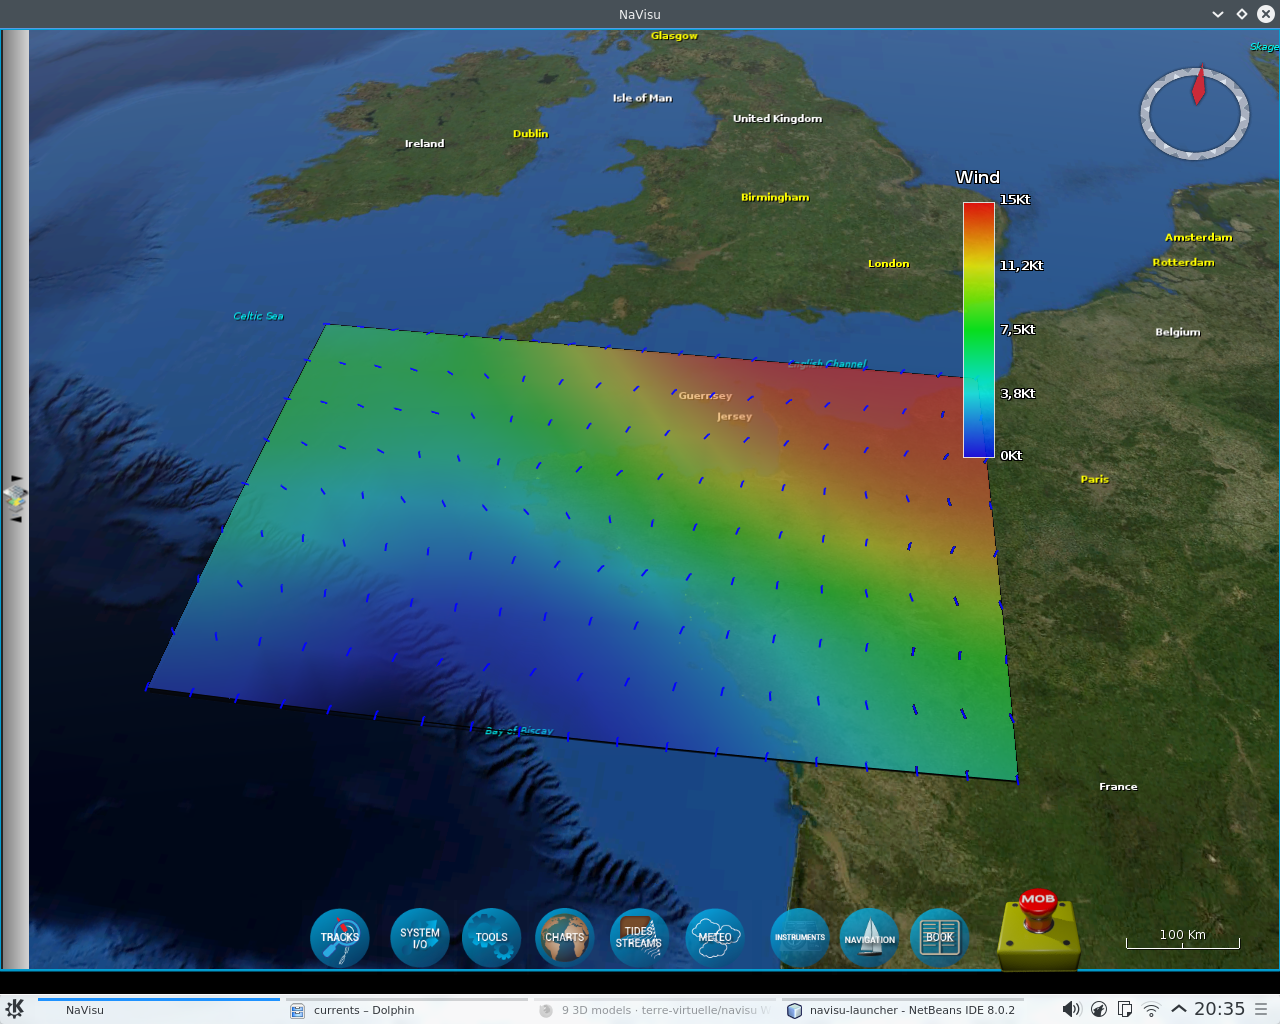 NaVisu
Glasgow
Skage
Isle of Man
United Kingdom
Dublin
Ireland
Wind
Birmingham
15Kt
Amsterdam
London
11,2Kt
Rotterdam
Celtic Sea
7,5Kt
Belgium
English Channel
3,8Kt
Guernsey
Jersey
0Kt
Paris
Bay of Biscay
France
MOB
TRACKS
SYSTEM
I/O
TOOLS
CHARTS
TIDES
STREAMS
METEO
INSTRUMENTS
NAVIGATION
BOOK
100 Km
NaVisu
currents – Dolphin
9 3D models · terre-virtuelle/navisu W
navisu-launcher - NetBeans IDE 8.0.2
20:35